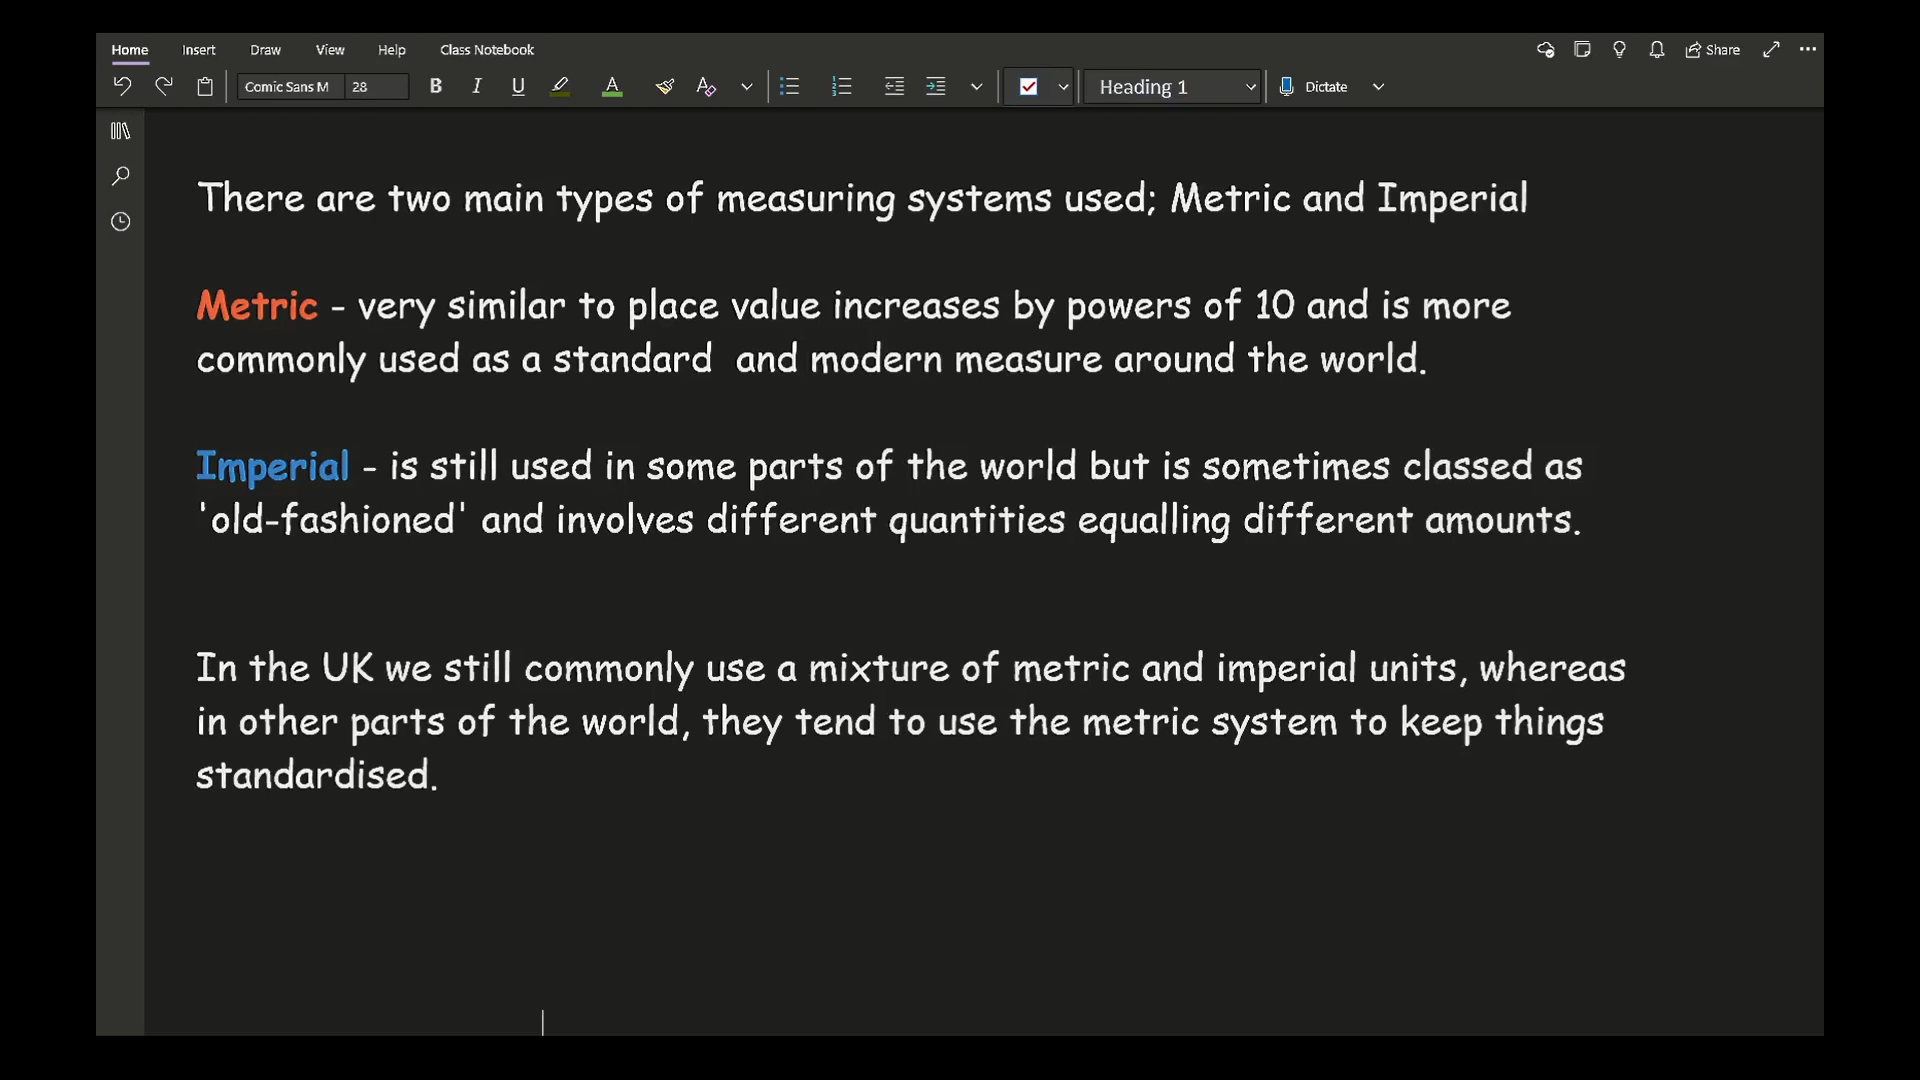 Home Insert Draw View Help Class Notebook Share
Comic Sans M 28 B I U A A Heading 1 Dictate
There are two main types of measuring systems used; Metric and Imperial
Metric - very similar to place value increases by powers of 10 and is more
commonly used as a standard  and modern measure around the world.
Imperial - is still used in some parts of the world but is sometimes classed as
'old-fashioned' and involves different quantities equalling different amounts.
In the UK we still commonly use a mixture of metric and imperial units, whereas
in other parts of the world, they tend to use the metric system to keep things
standardised.